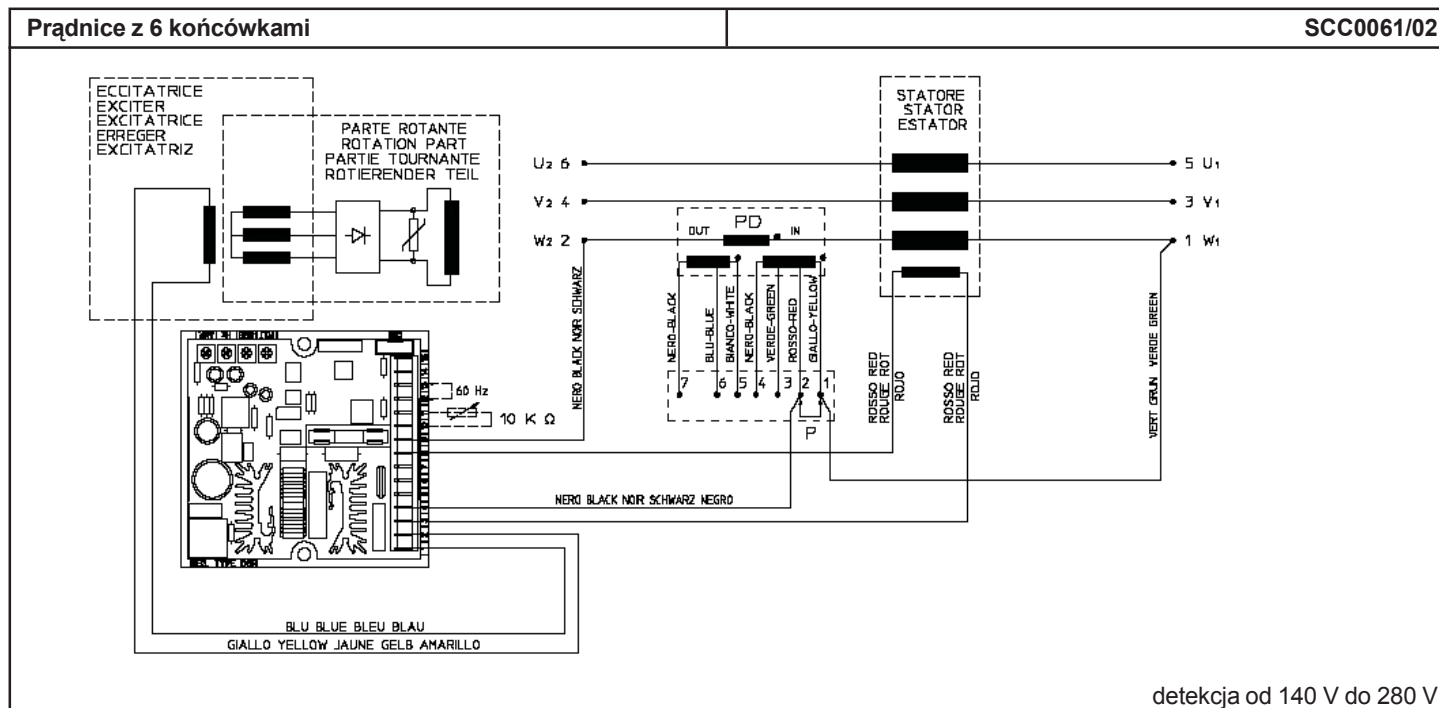 Prądnice z 6 końcówkami
SCC0061/02
ECCITATRICE
EXCITER
EXCITATRICE
ERREGER
EXCITATRIZ
PARTE ROTANTE
ROTATION PART
PARTIE TOURNANTE
ROTIERENDER TEIL
STATORE
STATOR
ESTATOR
U2 6
5 U1
V2 4
3 V1
W2 2
1 W1
PD
OUT
IN
NERO-BLACK
BLU-BLUE
BIANCO-WHITE
NERO-BLACK
VERDE-GREEN
ROSSO-RED
GIALLO-YELLOW
7 6 5 4 3 2 1
P
NERO BLACK NOIR SCHWARZ
ROSSO RED
ROUGE ROT
ROJO
ROSSO RED
ROUGE ROT
ROJO
VERT GRUN VERDE GREEN
60 Hz
10 K Ω
NERO BLACK NOIR SCHWARZ NEGRO
BLU BLUE BLEU BLAU
GIALLO YELLOW JAUNE GELB AMARILLO
detekcja od 140 V do 280 V